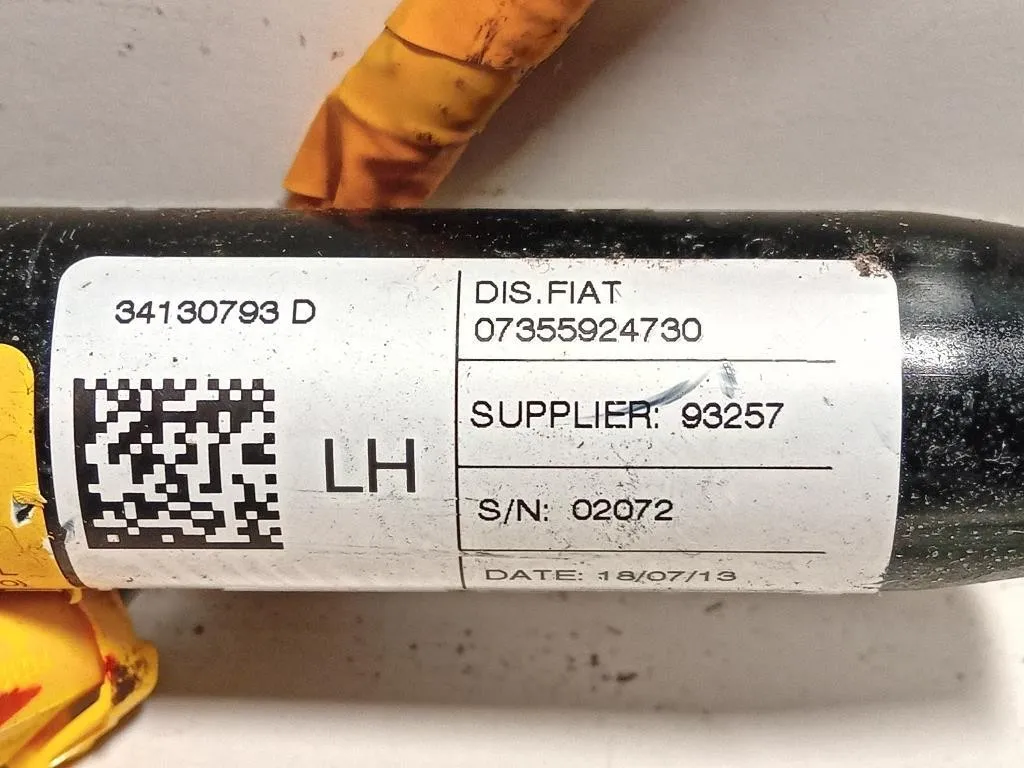 34130793 D
LH
DIS.FIAT
07355924730
SUPPLIER: 93257
S/N: 02072
DATE: 18/07/13